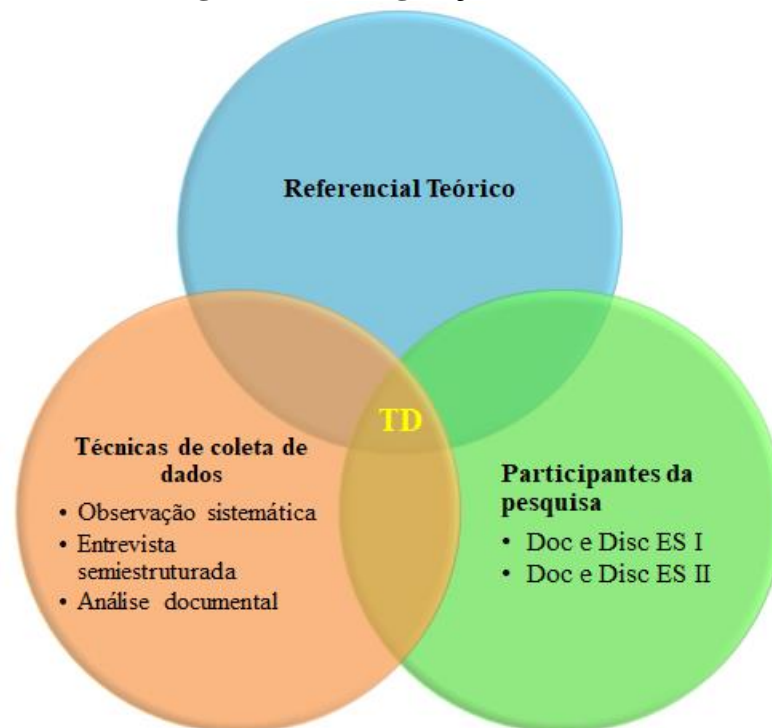 Referencial Teórico
TD
Técnicas de coleta de
dados
• Observação sistemática
• Entrevista
semiestruturada
• Análise documental
Participantes da
pesquisa
• Doc e Disc ES I
• Doc e Disc ES II